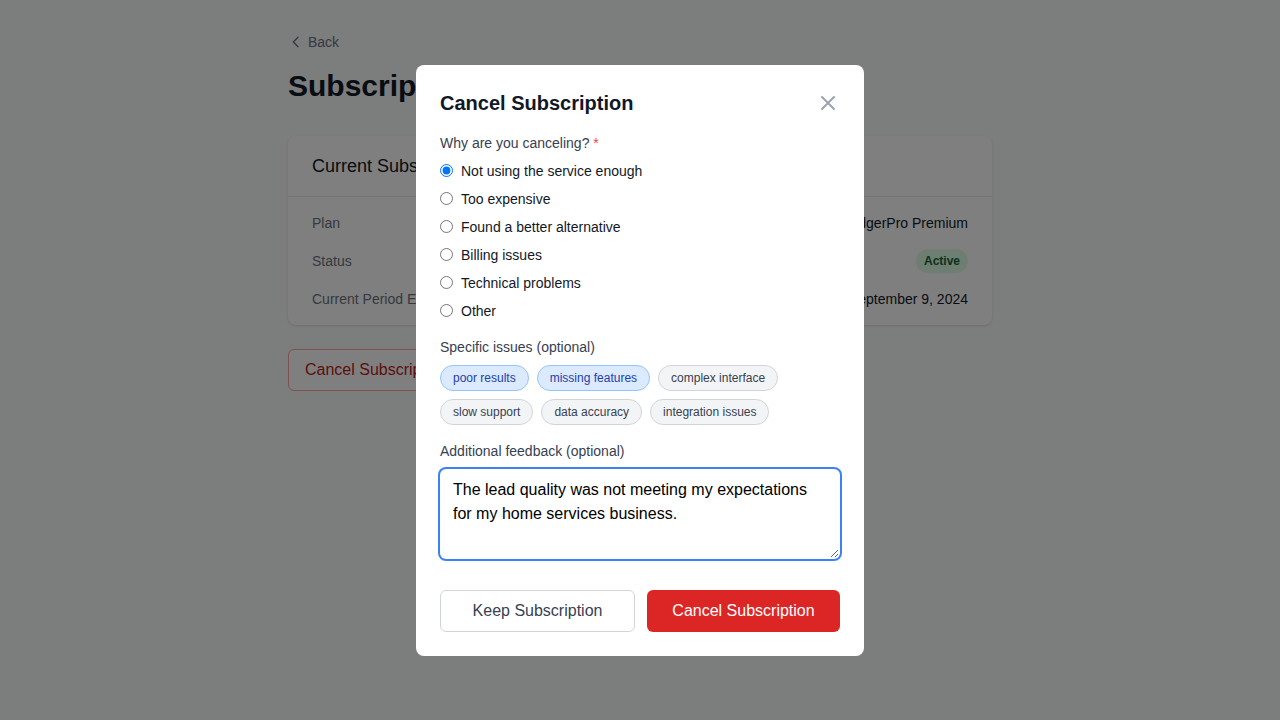 Back
Subscrip
Cancel Subscription
Why are you canceling? *
Current Subs
Not using the service enough
Too expensive
Plan
Found a better alternative
dgerPro Premium
Status
Billing issues
Active
Technical problems
Current Period E
eptember 9, 2024
Other
Specific issues (optional)
Cancel Subscrip
poor results missing features complex interface
slow support data accuracy integration issues
Additional feedback (optional)
The lead quality was not meeting my expectations
for my home services business.
Keep Subscription Cancel Subscription